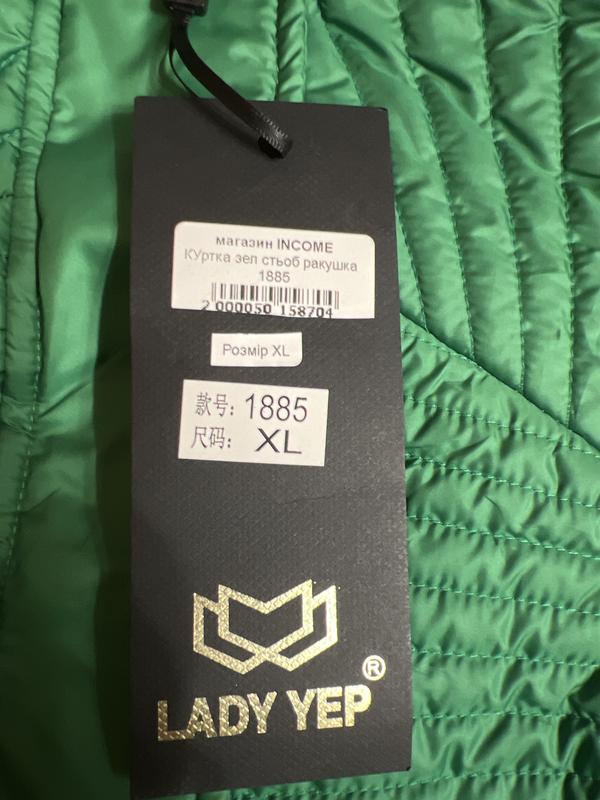 магазин INCOME
КУртка зел стьоб ракушка
1885
2 000050 158704
Розмір XL
款号: 1885
尺码: XL
®
LADY YEP